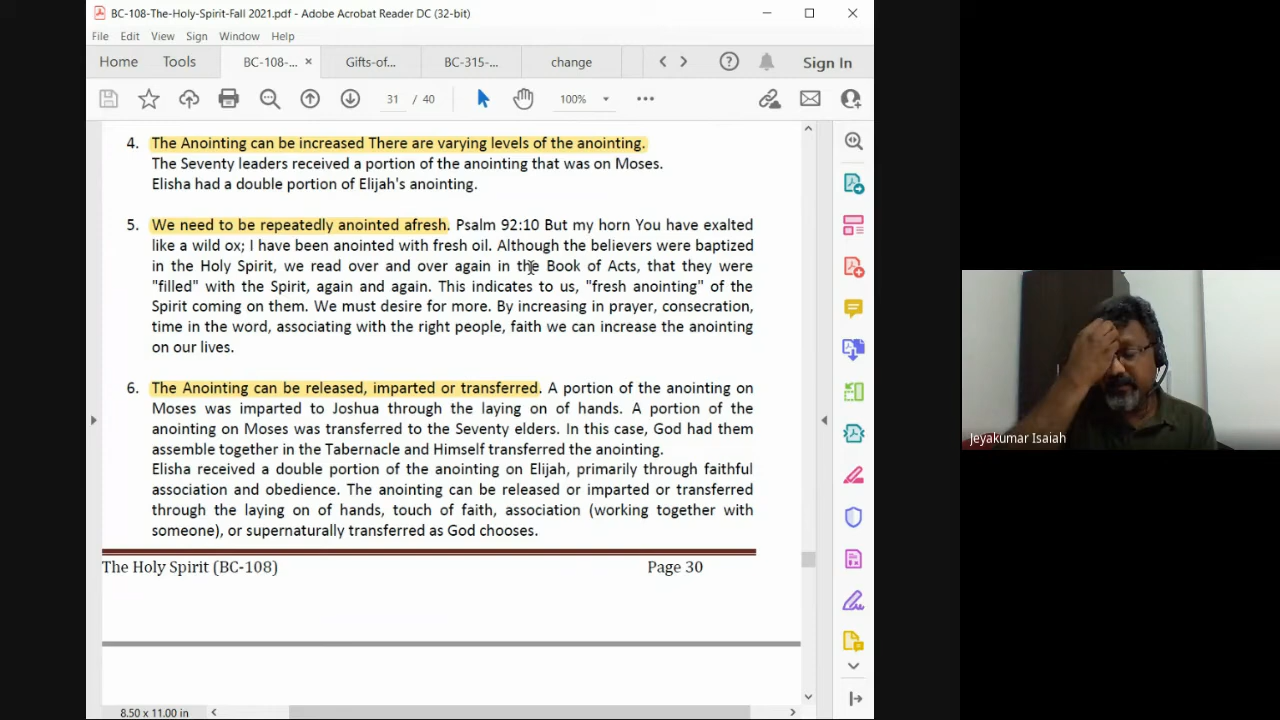 BC-108-The-Holy-Spirit-Fall 2021.pdf - Adobe Acrobat Reader DC (32-bit)
File Edit View Sign Window Help
Home Tools BC-108-... × Gifts-of... BC-315-... change Sign In
31 / 40 100%
4. The Anointing can be increased There are varying levels of the anointing.
The Seventy leaders received a portion of the anointing that was on Moses.
Elisha had a double portion of Elijah's anointing.
5. We need to be repeatedly anointed afresh. Psalm 92:10 But my horn You have exalted
like a wild ox; I have been anointed with fresh oil. Although the believers were baptized
in the Holy Spirit, we read over and over again in the Book of Acts, that they were
"filled" with the Spirit, again and again. This indicates to us, "fresh anointing" of the
Spirit coming on them. We must desire for more. By increasing in prayer, consecration,
time in the word, associating with the right people, faith we can increase the anointing
on our lives.
6. The Anointing can be released, imparted or transferred. A portion of the anointing on
Moses was imparted to Joshua through the laying on of hands. A portion of the
anointing on Moses was transferred to the Seventy elders. In this case, God had them
assemble together in the Tabernacle and Himself transferred the anointing.
Elisha received a double portion of the anointing on Elijah, primarily through faithful
association and obedience. The anointing can be released or imparted or transferred
through the laying on of hands, touch of faith, association (working together with
someone), or supernaturally transferred as God chooses.
The Holy Spirit (BC-108) Page 30
8.50 x 11.00 in
Jeyakumar Isaiah